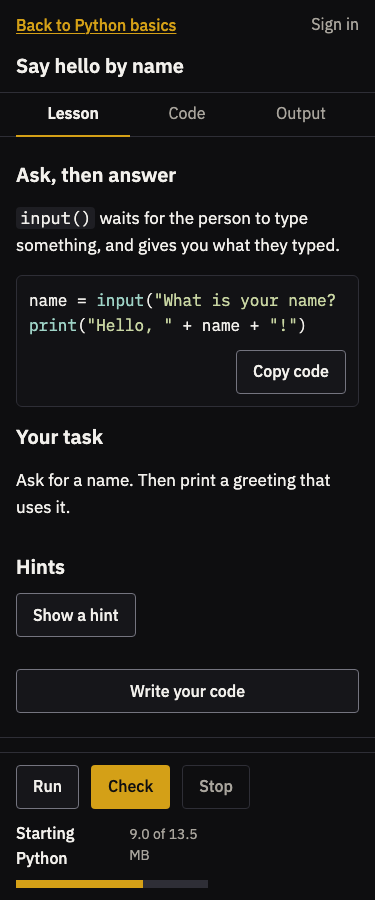 Back to Python basics
Sign in
Say hello by name
Lesson
Code
Output
Ask, then answer
input() waits for the person to type
something, and gives you what they typed.
name = input("What is your name?
print("Hello, " + name + "!")
Copy code
Your task
Ask for a name. Then print a greeting that
uses it.
Hints
Show a hint
Write your code
Run
Check
Stop
Starting
Python
9.0 of 13.5
MB